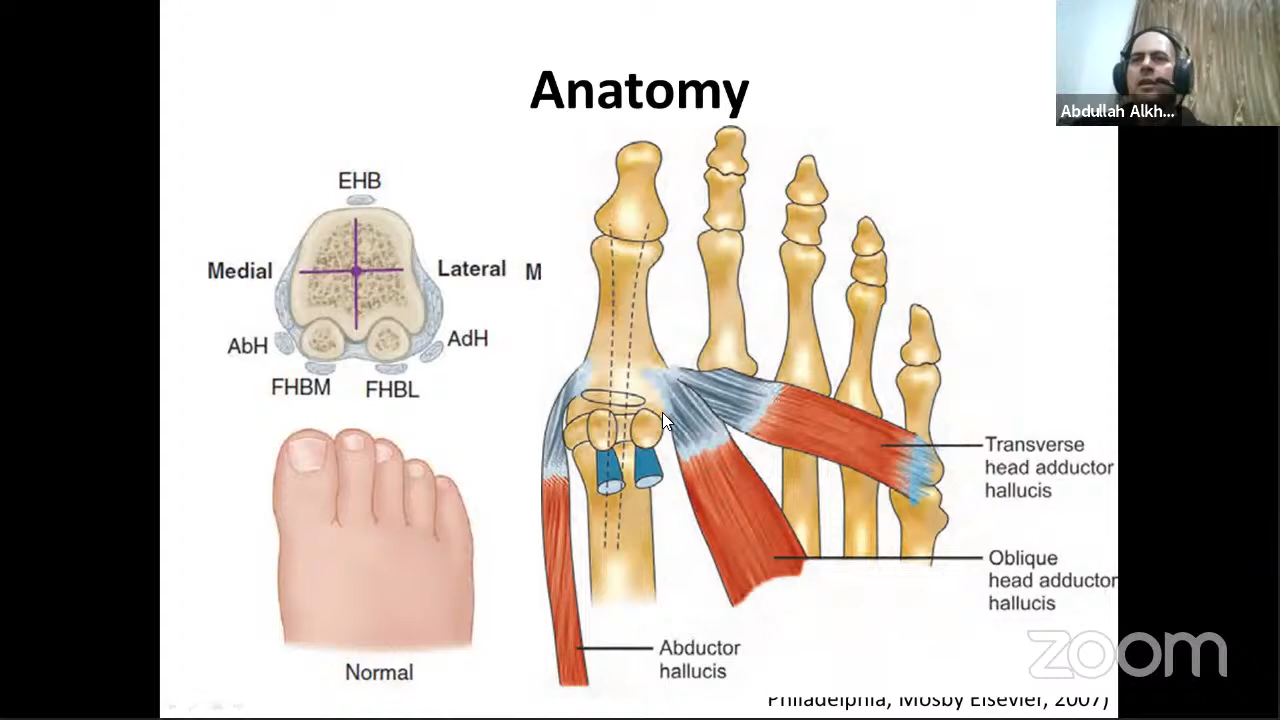 Anatomy
Abdullah Alkh...
EHB
Medial
Lateral
M
AbH
AdH
FHBM
FHBL
Normal
Transverse
head adductor
hallucis
Oblique
head adductor
hallucis
Abductor
hallucis
zoom
Philadelphia, Mosby Elsevier, 2007)